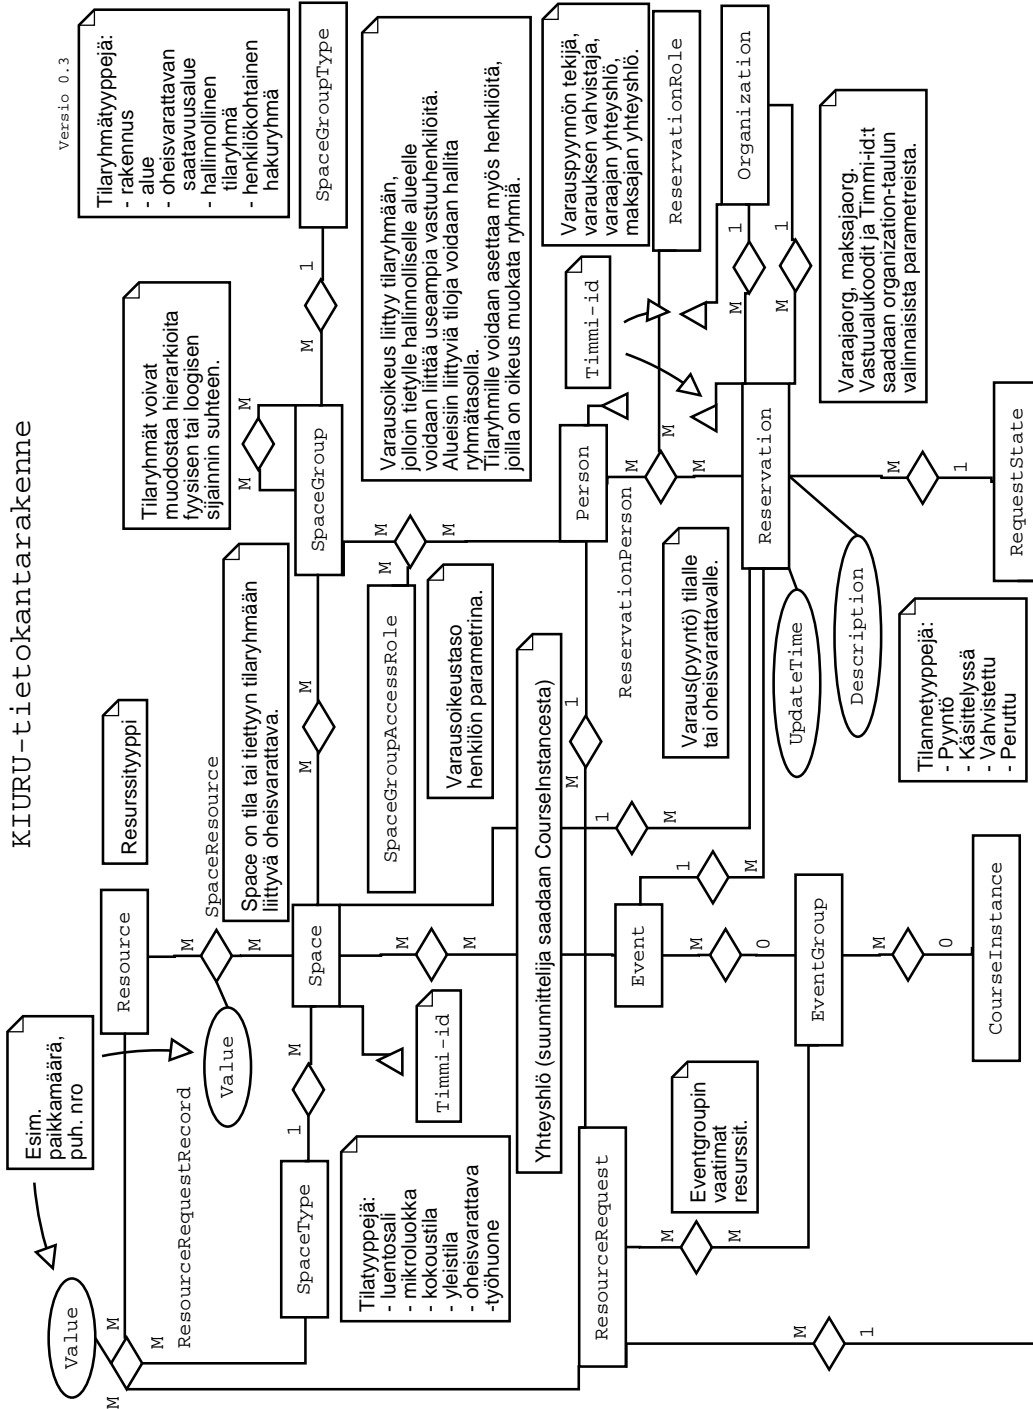 KIURU-tietokantarakenne
Versio 0.3
Esim.
paikkamäärä,
puh. nro
Value
M
M
M
ResourceRequestRecord
Resource
Value
M
M
SpaceResource
Resurssityyppi
Tilaryhmät voivat
muodostaa hierarkioita
fyysisen tai loogisen
sijainnin suhteen.
Tilaryhmätyyppejä:
- rakennus
- alue
- oheisvarattavan
saatavuusalue
- hallinnollinen
tilaryhmä
- henkilökohtainen
hakuryhmä
Space on tila tai tiettyyn tilaryhmään
liittyvä oheisvarattava.
SpaceType
1
M
Space
M
M
SpaceGroup
M
M
M
1
SpaceGroupType
Tilatyyppejä:
- luentosali
- mikroluokka
- kokoustila
- yleistila
- oheisvarattava
-työhuone
Timmi-id
M
M
SpaceGroupAccessRole
M
M
M
Varausoikeustaso
henkilön parametrina.
Varausoikeus liittyy tilaryhmään,
jolloin tietylle hallinnolliselle alueelle
voidaan liittää useampia vastuuhenkilöitä.
Alueisiin liittyviä tiloja voidaan hallita
ryhmätasolla.
Tilaryhmille voidaan asettaa myös henkilöitä,
joilla on oikeus muokata ryhmiä.
Yhteyshlö (suunnittelija saadaan CourseInstancesta)
Varauspyynnön tekijä,
varauksen vahvistaja,
varaajan yhteyshlö,
maksajan yhteyshlö.
ResourceRequest
M
1
Person
Timmi-id
ReservationRole
Event
1
M
ReservationPerson
M
M
M
Eventgroupin
vaatimat
resurssit.
M
M
M
0
1
M
Varaus(pyyntö) tilalle
tai oheisvarattavalle.
Reservation
M
1
M
1
Organization
EventGroup
UpdateTime
Description
Varaajaorg, maksajaorg.
Vastuualukoodit ja Timmi-id:t
saadaan organization-taulun
valinnaisista parametreista.
M
1
M
0
Tilannetyyppejä:
- Pyyntö
- Käsittelyssä
- Vahvistettu
- Peruttu
M
1
CourseInstance
RequestState